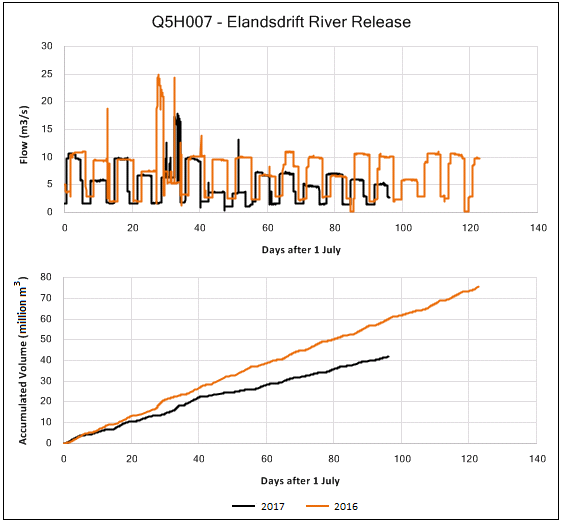 Q5H007 - Elandsdrift River Release
Flow (m3/s)
30
25
20
15
10
5
0
0 20 40 60 80 100 120 140
Days after 1 July
Accumulated Volume (million m³)
80
70
60
50
40
30
20
10
0
0 20 40 60 80 100 120 140
Days after 1 July
2017 2016